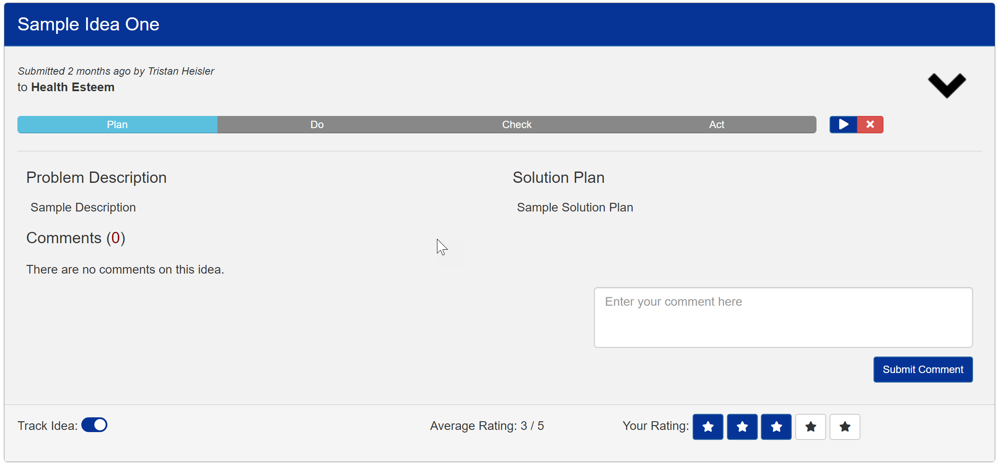 Sample Idea One
Submitted 2 months ago by Tristan Heisler
to Health Esteem
Plan Do Check Act
Problem Description
Solution Plan
Sample Description
Sample Solution Plan
Comments (0)
There are no comments on this idea.
Enter your comment here
Submit Comment
Track Idea:
Average Rating: 3 / 5
Your Rating: